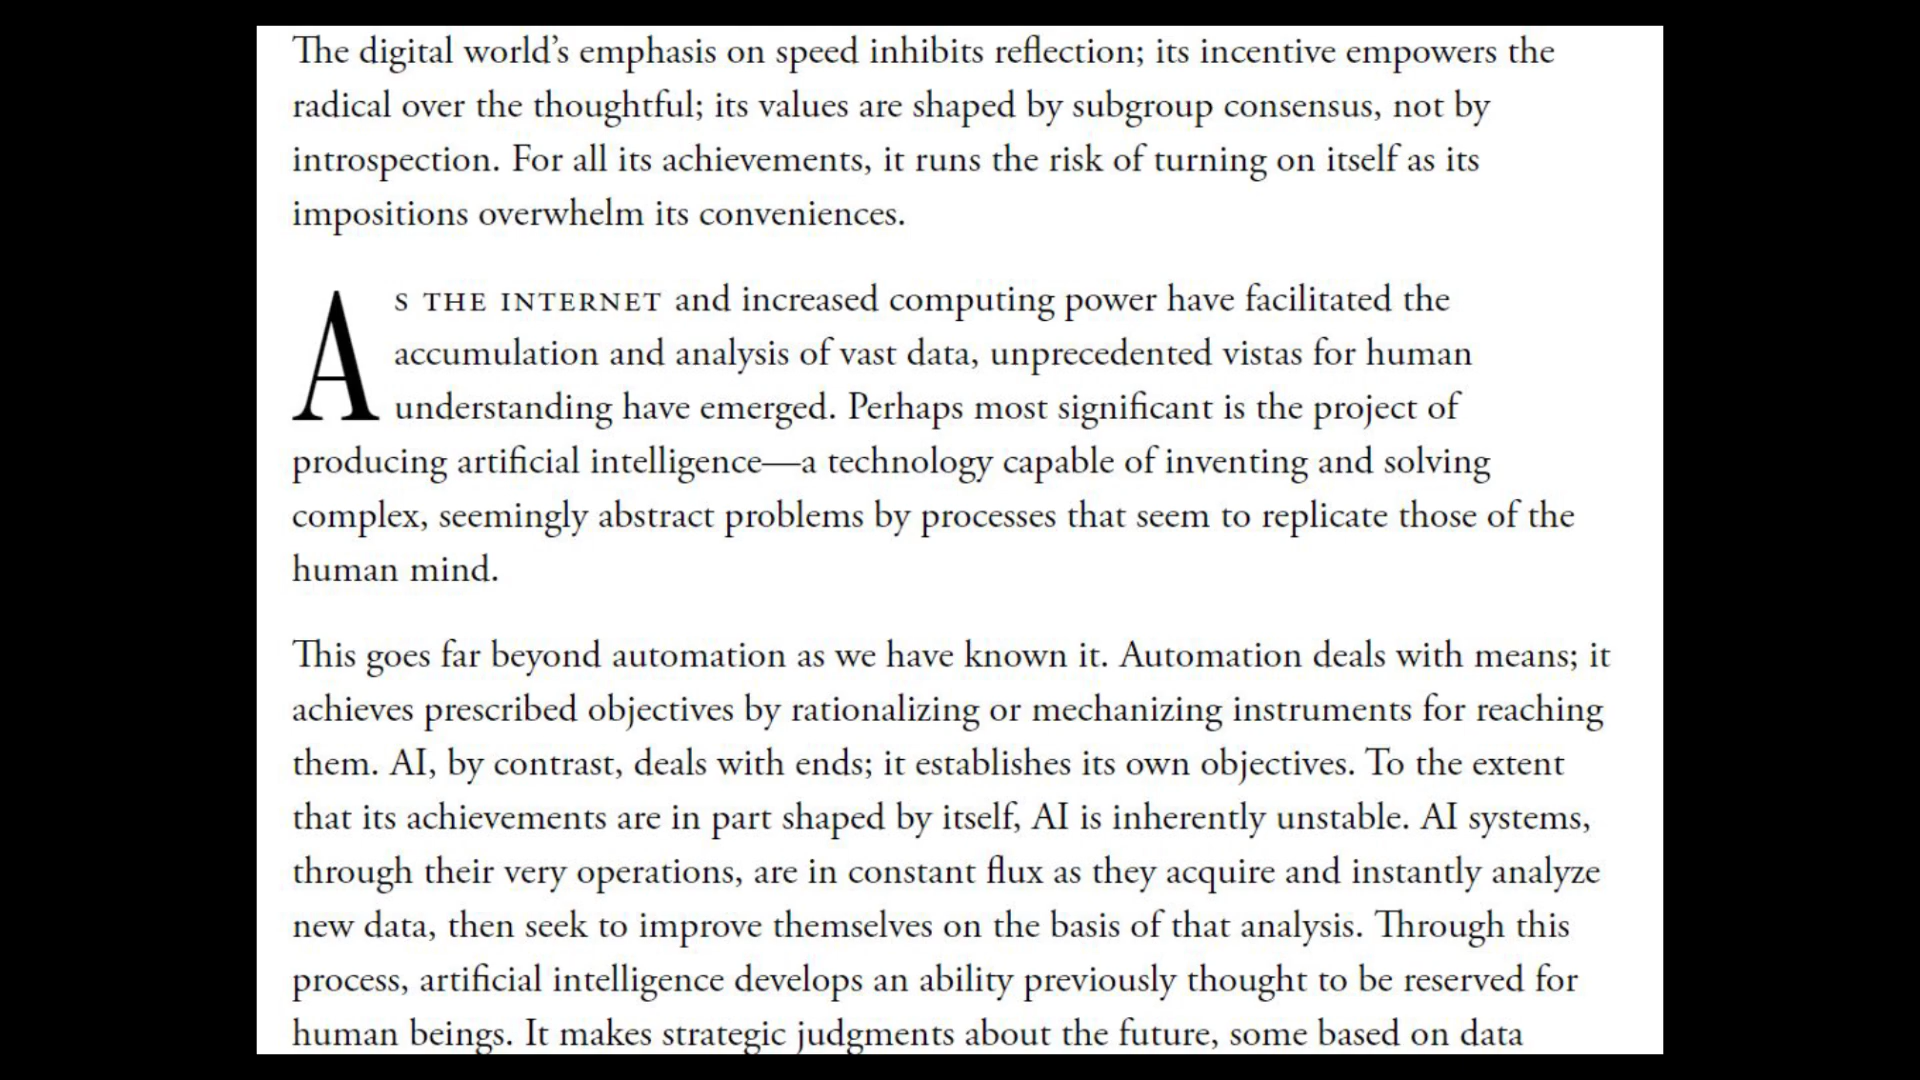 The digital world’s emphasis on speed inhibits reflection; its incentive empowers the
radical over the thoughtful; its values are shaped by subgroup consensus, not by
introspection. For all its achievements, it runs the risk of turning on itself as its
impositions overwhelm its conveniences.
AS THE INTERNET and increased computing power have facilitated the
accumulation and analysis of vast data, unprecedented vistas for human
understanding have emerged. Perhaps most significant is the project of
producing artificial intelligence—a technology capable of inventing and solving
complex, seemingly abstract problems by processes that seem to replicate those of the
human mind.
This goes far beyond automation as we have known it. Automation deals with means; it
achieves prescribed objectives by rationalizing or mechanizing instruments for reaching
them. AI, by contrast, deals with ends; it establishes its own objectives. To the extent
that its achievements are in part shaped by itself, AI is inherently unstable. AI systems,
through their very operations, are in constant flux as they acquire and instantly analyze
new data, then seek to improve themselves on the basis of that analysis. Through this
process, artificial intelligence develops an ability previously thought to be reserved for
human beings. It makes strategic judgments about the future, some based on data